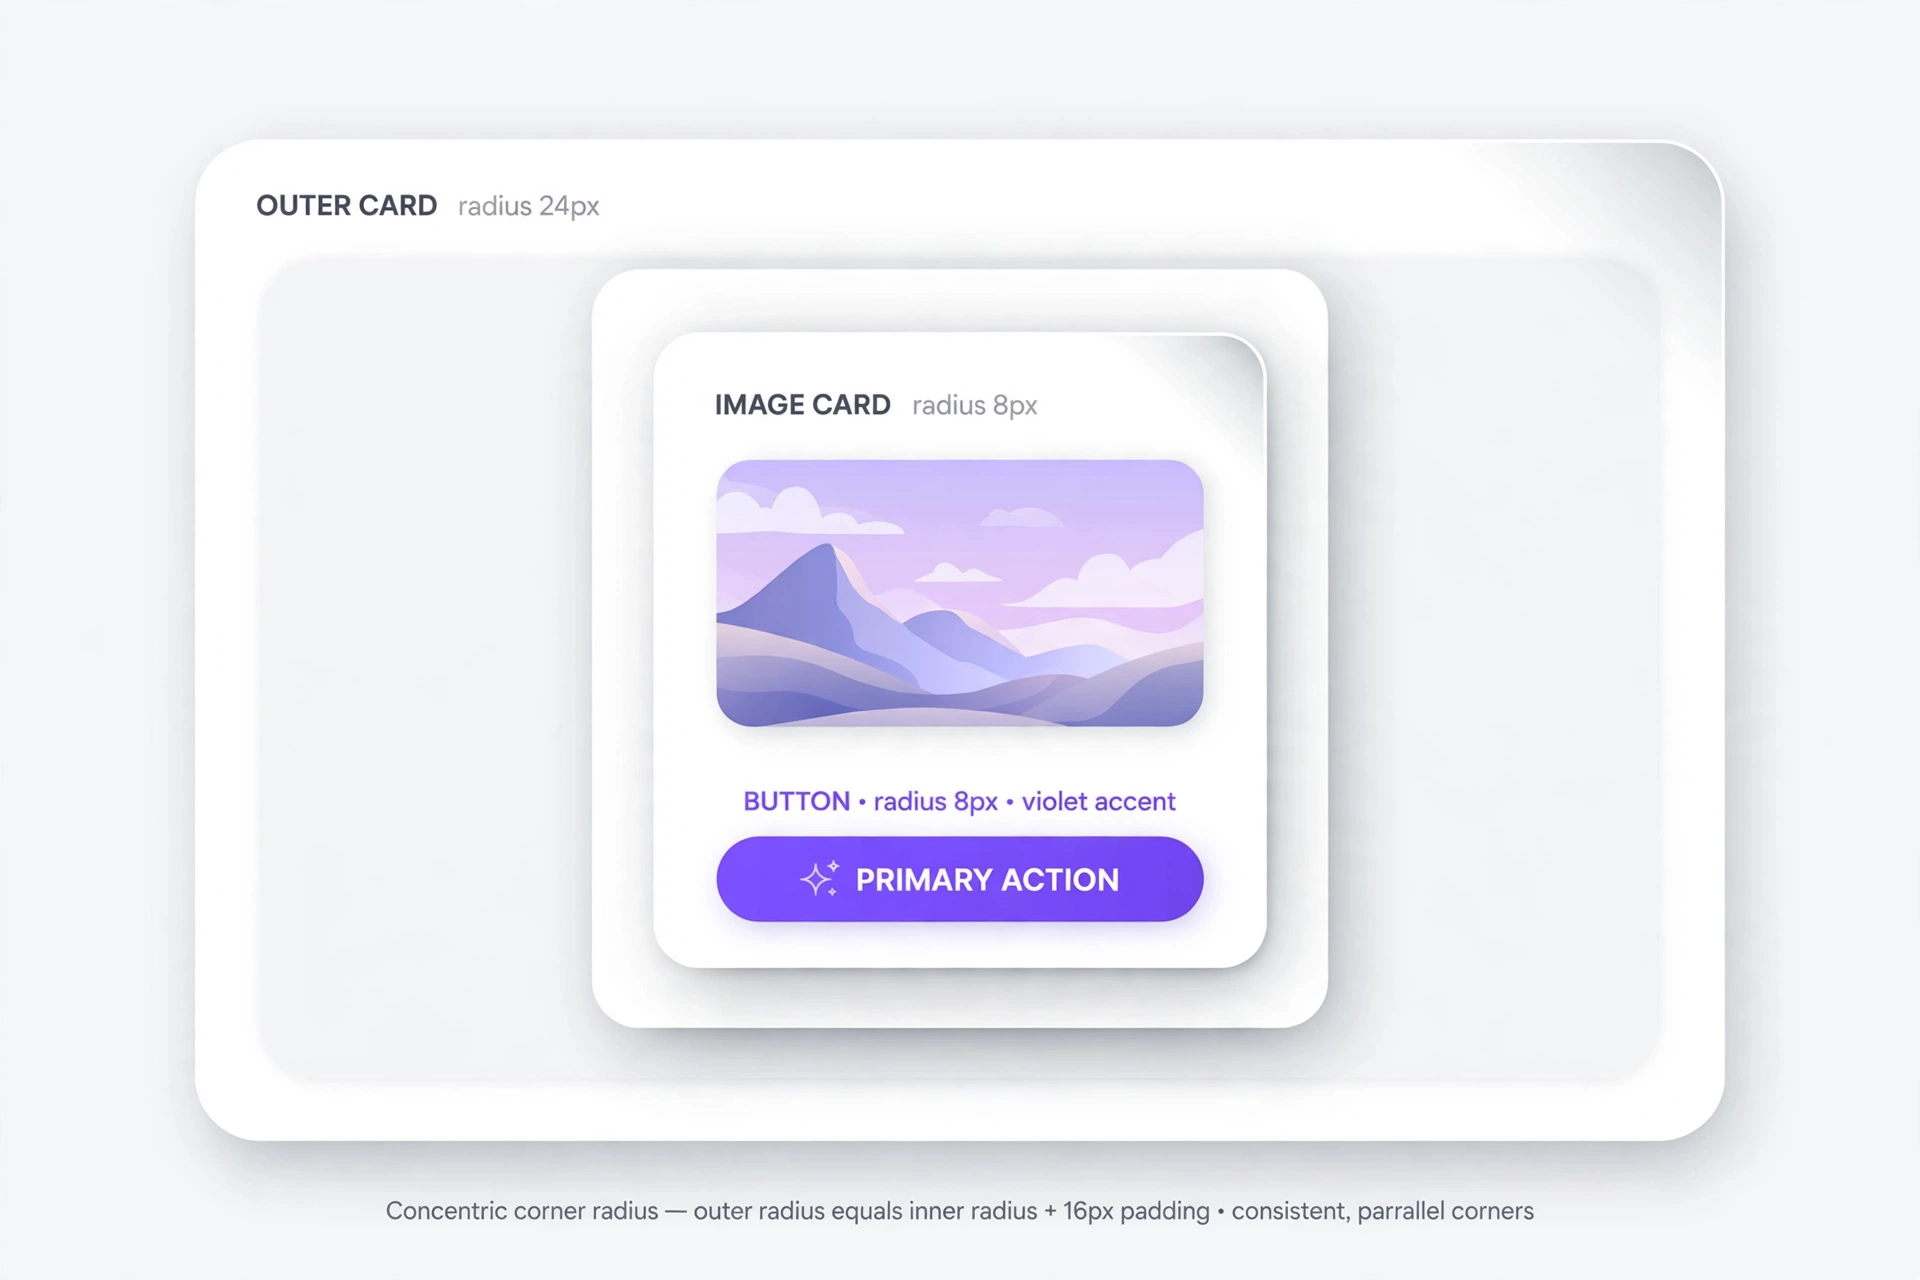 OUTER CARD radius 24px
IMAGE CARD radius 8px
BUTTON • radius 8px • violet accent
PRIMARY ACTION
Concentric corner radius — outer radius equals inner radius + 16px padding • consistent, parrallel corners